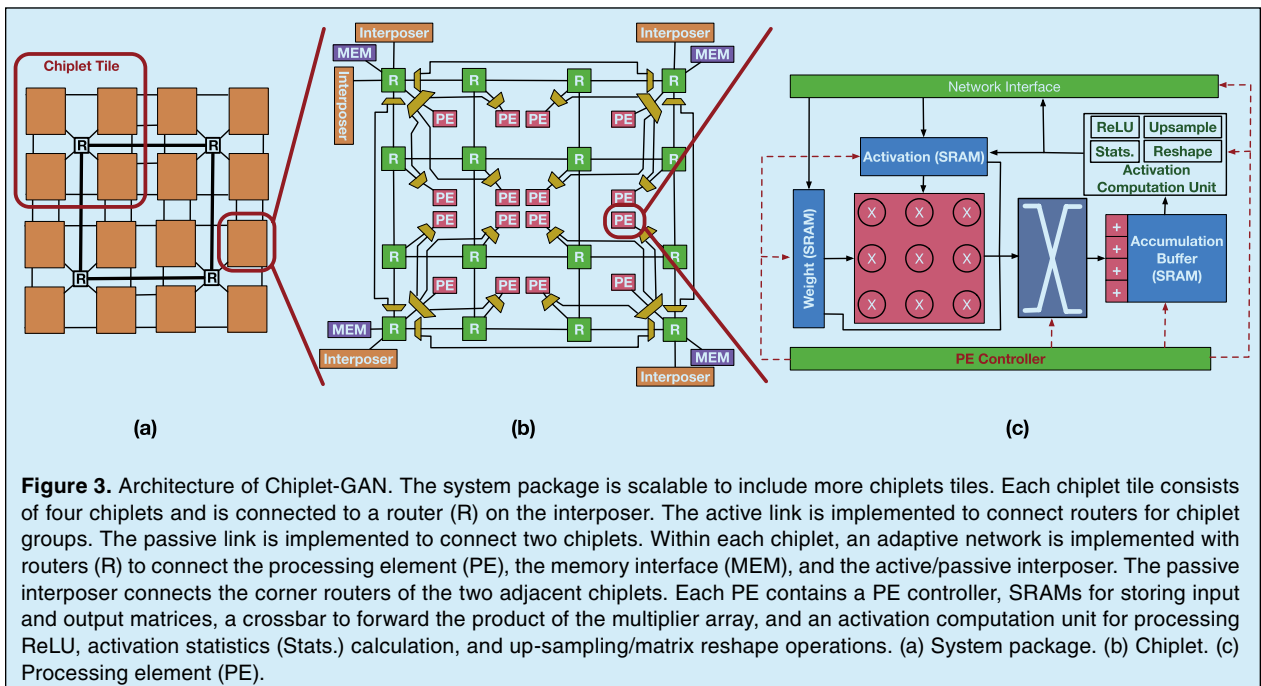 Chiplet Tile
R
R
R
R
(a)
Interposer
Interposer
MEM
MEM
Interposer
R
R
R
R
PE
PE
PE
PE
R
R
R
R
PE
PE
PE
PE
PE
PE
PE
PE
R
R
R
R
PE
PE
PE
PE
MEM
R
R
R
R
Interposer
MEM
Interposer
(b)
Network Interface
ReLU
Upsample
Stats.
Reshape
Activation
Computation Unit
Activation (SRAM)
Weight (SRAM)
X
X
X
X
X
X
X
X
X
+
+
+
+
Accumulation
Buffer
(SRAM)
PE Controller
(c)
Figure 3. Architecture of Chiplet-GAN. The system package is scalable to include more chiplets tiles. Each chiplet tile consists
of four chiplets and is connected to a router (R) on the interposer. The active link is implemented to connect routers for chiplet
groups. The passive link is implemented to connect two chiplets. Within each chiplet, an adaptive network is implemented with
routers (R) to connect the processing element (PE), the memory interface (MEM), and the active/passive interposer. The passive
interposer connects the corner routers of the two adjacent chiplets. Each PE contains a PE controller, SRAMs for storing input
and output matrices, a crossbar to forward the product of the multiplier array, and an activation computation unit for processing
ReLU, activation statistics (Stats.) calculation, and up-sampling/matrix reshape operations. (a) System package. (b) Chiplet. (c)
Processing element (PE).